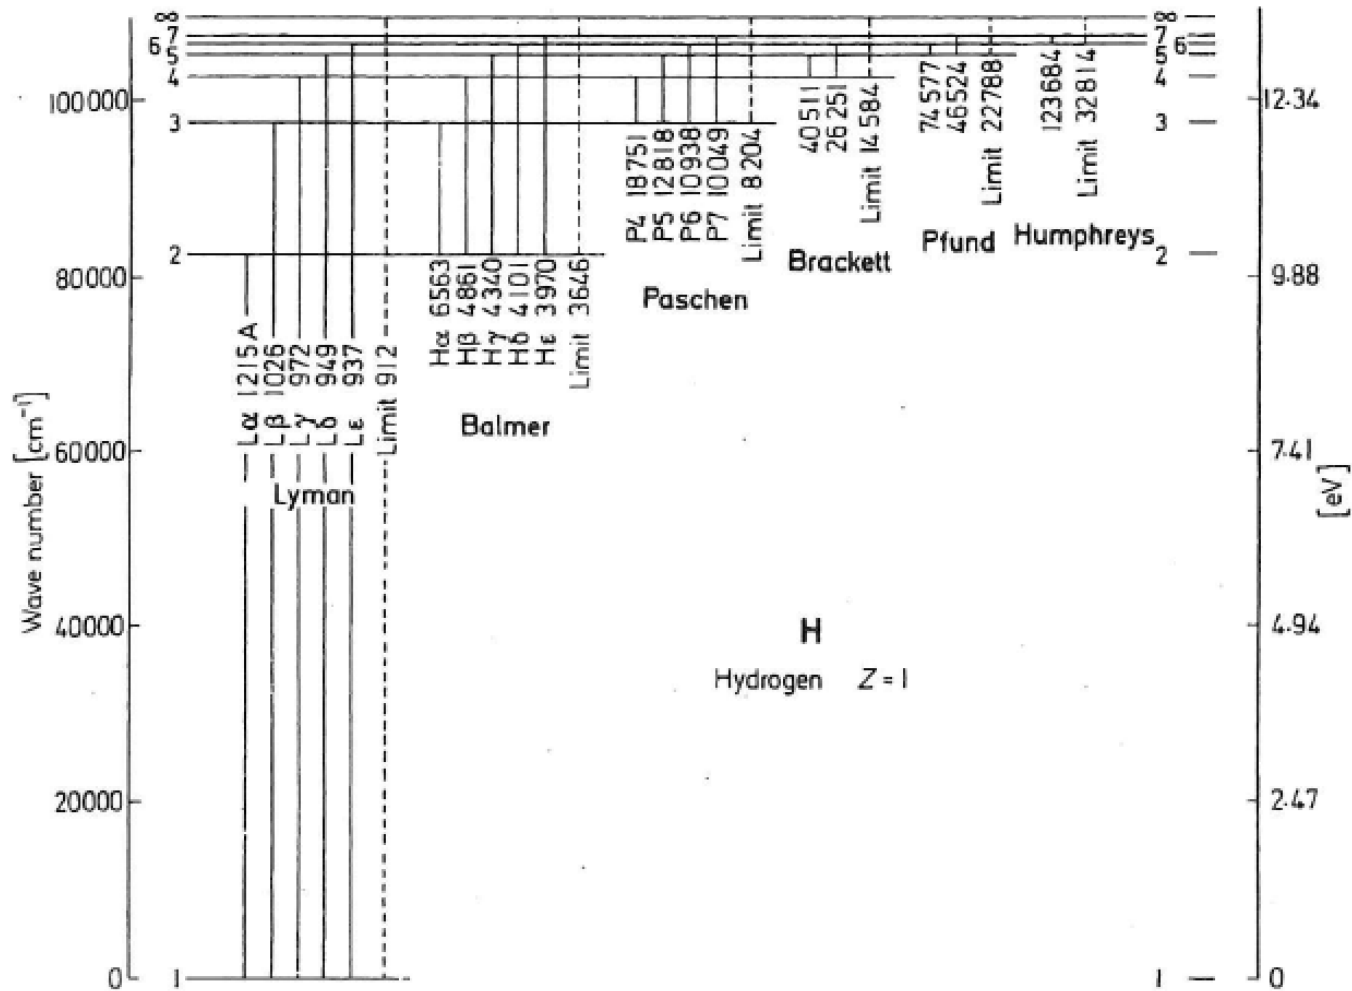 ∞
7
6
5
4
3
2
1
100000
80000
60000
40000
20000
0
Wave number [cm⁻¹]
Lα 1215 A
Lβ 1026
Lγ 972
Lδ 949
Lε 937
Limit 912
Lyman
Hα 6563
Hβ 4861
Hγ 4340
Hδ 4101
Hε 3970
Limit 3646
Balmer
P4 18751
P5 12818
P6 10938
P7 10049
Limit 8204
Paschen
40511
26251
Limit 14584
Brackett
74577
46524
Limit 22788
Pfund
123684
Limit 32814
Humphreys
H
Hydrogen Z = 1
∞
7
6
5
4
3
2
1
12·34
9·88
7·41
4·94
2·47
0
[eV]